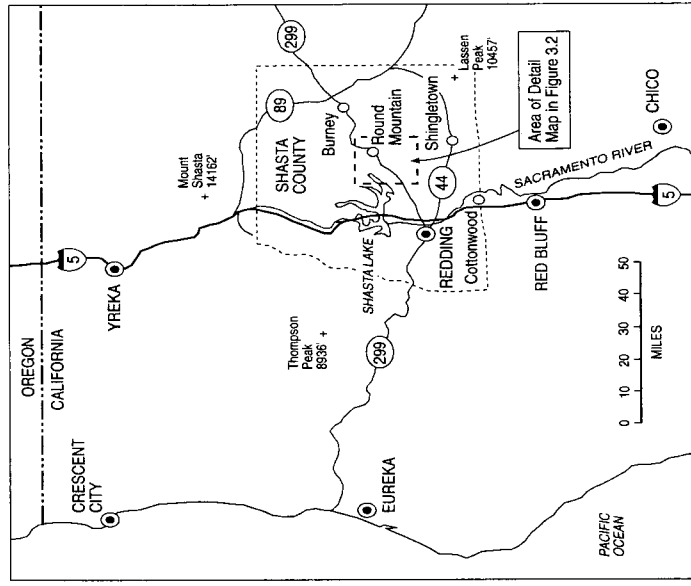 OREGON
CALIFORNIA
CRESCENT
CITY
YREKA
5
Mount
Shasta
+ 14162'
89
299
SHASTA
COUNTY
Burney
Round
Mountain
Shingletown
+ Lassen
Peak
10457'
Thompson
Peak
8936' +
SHASTA LAKE
299
44
REDDING
Cottonwood
Area of Detail
Map in Figure 3.2
EUREKA
RED BLUFF
SACRAMENTO RIVER
CHICO
5
0 10 20 30 40 50
MILES
PACIFIC
OCEAN